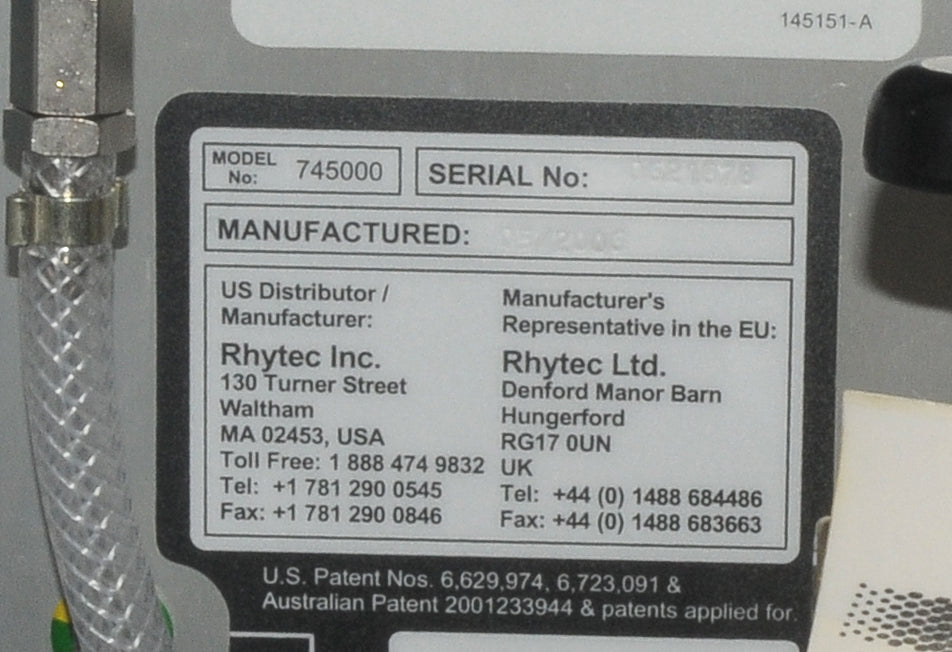 145151-A
MODEL No: 745000
SERIAL No:
MANUFACTURED:
US Distributor /
Manufacturer:
Rhytec Inc.
130 Turner Street
Waltham
MA 02453, USA
Toll Free: 1 888 474 9832
Tel: +1 781 290 0545
Fax: +1 781 290 0846
Manufacturer's
Representative in the EU:
Rhytec Ltd.
Denford Manor Barn
Hungerford
RG17 0UN
UK
Tel: +44 (0) 1488 684486
Fax: +44 (0) 1488 683663
U.S. Patent Nos. 6,629,974, 6,723,091 &
Australian Patent 2001233944 & patents applied for.